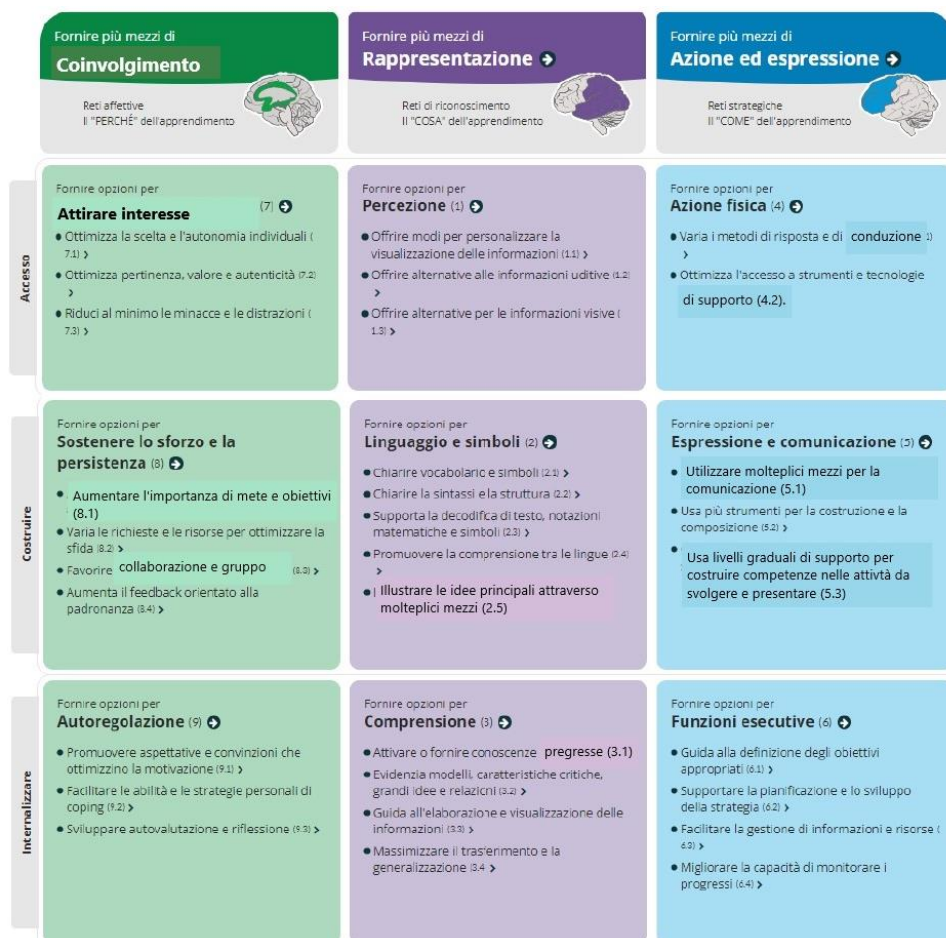 Fornire più mezzi di
Coinvolgimento
Reti affettive
Il "FERCHÉ" dell'apprendimento
Fornire più mezzi di
Rappresentazione
Reti di riconoscimento
Il "COSA" dell'apprendimento
Fornire più mezzi di
Azione ed espressione
Reti strategiche
Il "COME" dell'apprendimento
Accesso
Fornire opzioni per
Attirare interesse (7)
Ottimizza la scelta e l'autonomia individuali (
7.1) >
Ottimizza pertinenza, valore e autenticità (7.2)
>
Riduci al minimo le minacce e le distrazioni (
7.3) >
Fornire opzioni per
Percezione (1)
Offrire modi per personalizzare la
visualizzazione delle informazioni (1.1) >
Offrire alternative alle informazioni uditive (1.2)
>
Offrire alternative per le informazioni visive (
1.3) >
Fornire opzioni per
Azione fisica (4)
Varia i metodi di risposta e di conduzione )
>
Ottimizza l'accesso a strumenti e tecnologie
di supporto (4.2).
Costruire
Fornire opzioni per
Sostenere lo sforzo e la
persistenza (8)
Aumentare l'importanza di mete e obiettivi
(8.1)
Varia le richieste e le risorse per ottimizzare la
sfida (8.2) >
Favorire collaborazione e gruppo (8.3) >
Aumenta il feedback orientato alla
padronanza (8.4) >
Fornire opzioni per
Linguaggio e simboli (2)
Chiarire vocabolario e simboli (2.1) >
Chiarire la sintassi ela struttura (2.2) >
Supporta la decodifica di testo, notazioni
matematiche e simboli (2.3) >
Promuovere la comprensione tra le lingue (2.4)
>
Illustrare le idee principali attraverso
molteplici mezzi (2.5)
Fornire opzioni per
Espressione e comunicazione (5)
Utilizzare molteplici mezzi per la
comunicazione (5.1)
Usa più strumenti per la costruzione e la
composizione (5.2) >
Usa livelli graduali di supporto per
costruire competenze nelle attivtà da
svolgere e presentare (5.3)
Internalizzare
Fornire opzioni per
Autoregolazione (9)
Promuovere aspettative e convinzioni che
ottimizzino la motivazione (9.1) >
Facilitare le abilità e le strategie personali di
coping (9.2) >
Sviluppare autovalutazione e riflessione (9.3) >
Fornire opzioni per
Comprensione (3)
Attivare o fornire conoscenze pregresse (3.1)
Evidenzia modelli, caratteristiche critiche,
grandi idee e relazioni (3.2) >
Guida all'elaborazione e visualizzazione delle
informazioni (3.3) >
Massimizzare il trasferimento e la
generalizzazione (3.4 >
Fornire opzioni per
Funzioni esecutive (6)
Guida alla definizione degli obiettivi
appropriati (6.1) >
Supportare la pianificazione e lo sviluppo
della strategia (6.2) >
Facilitare la gestione di informazioni e risorse (
6.3) >
Migliorare la capacità di monitorare i
progressi (6.4) >